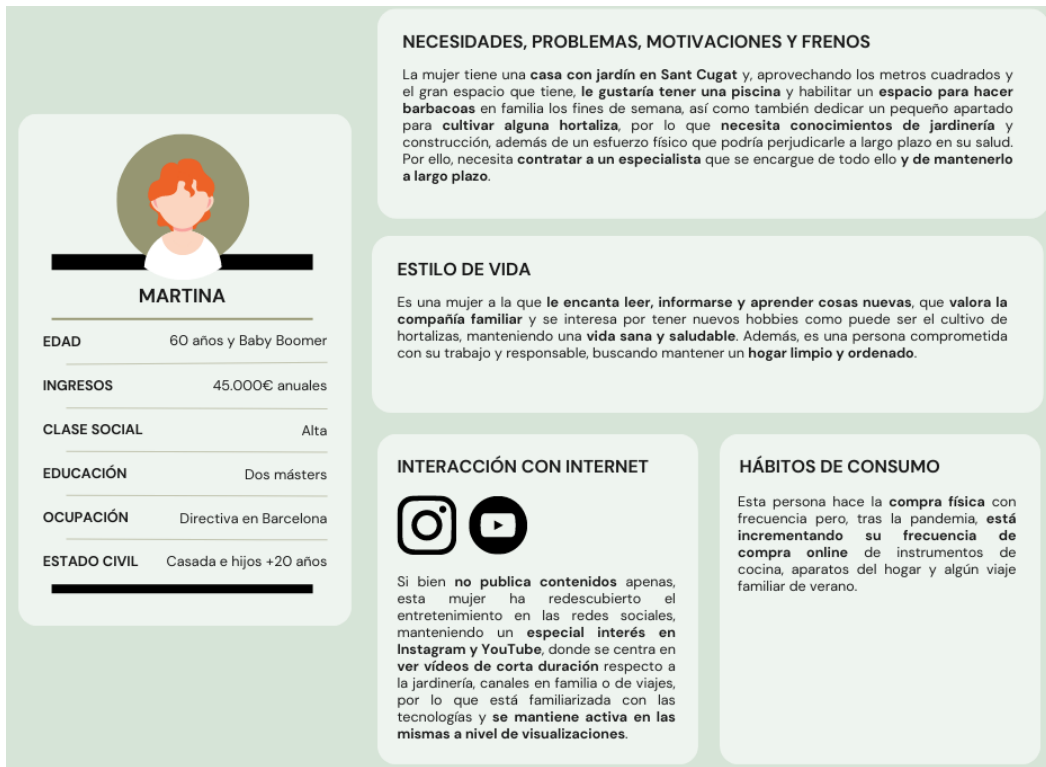 MARTINA
EDAD 60 años y Baby Boomer
INGRESOS 45.000€ anuales
CLASE SOCIAL Alta
EDUCACIÓN Dos másters
OCUPACIÓN Directiva en Barcelona
ESTADO CIVIL Casada e hijos +20 años
NECESIDADES, PROBLEMAS, MOTIVACIONES Y FRENOS
La mujer tiene una casa con jardín en Sant Cugat y, aprovechando los metros cuadrados y
el gran espacio que tiene, le gustaría tener una piscina y habilitar un espacio para hacer
barbacoas en familia los fines de semana, así como también dedicar un pequeño apartado
para cultivar alguna hortaliza, por lo que necesita conocimientos de jardinería y
construcción, además de un esfuerzo físico que podría perjudicarle a largo plazo en su salud.
Por ello, necesita contratar a un especialista que se encargue de todo ello y de mantenerlo
a largo plazo.
ESTILO DE VIDA
Es una mujer a la que le encanta leer, informarse y aprender cosas nuevas, que valora la
compañía familiar y se interesa por tener nuevos hobbies como puede ser el cultivo de
hortalizas, manteniendo una vida sana y saludable. Además, es una persona comprometida
con su trabajo y responsable, buscando mantener un hogar limpio y ordenado.
INTERACCIÓN CON INTERNET
Si bien no publica contenidos apenas,
esta mujer ha redescubierto el
entretenimiento en las redes sociales,
manteniendo un especial interés en
Instagram y YouTube, donde se centra en
ver vídeos de corta duración respecto a
la jardinería, canales en familia o de viajes,
por lo que está familiarizada con las
tecnologías y se mantiene activa en las
mismas a nivel de visualizaciones.
HÁBITOS DE CONSUMO
Esta persona hace la compra física con
frecuencia pero, tras la pandemia, está
incrementando su frecuencia de
compra online de instrumentos de
cocina, aparatos del hogar y algún viaje
familiar de verano.